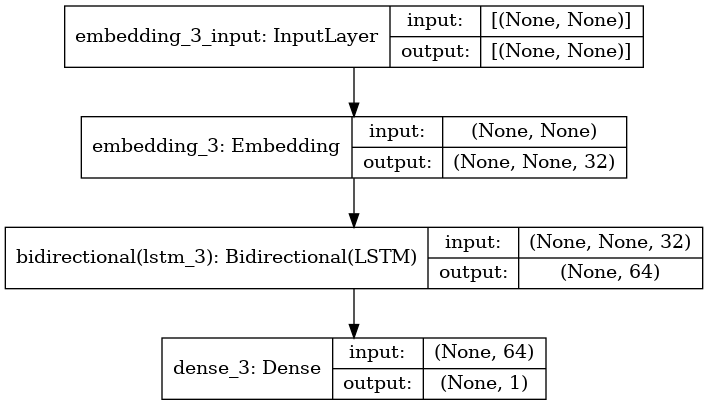 embedding_3_input: InputLayer
input:
[(None, None)]
output:
[(None, None)]
embedding_3: Embedding
input:
(None, None)
output:
(None, None, 32)
bidirectional(lstm_3): Bidirectional(LSTM)
input:
(None, None, 32)
output:
(None, 64)
dense_3: Dense
input:
(None, 64)
output:
(None, 1)